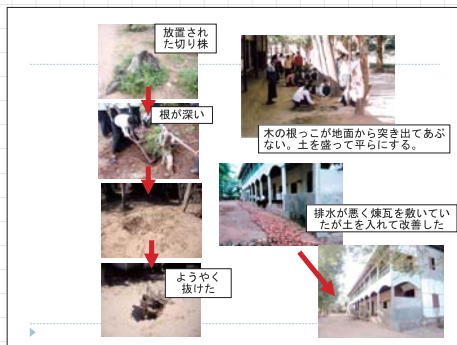 放置され
た切り株
根が深い
ようやく
抜けた
木の根っこが地面から突き出てあぶ
ない。土を盛って平らにする。
排水が悪く煉瓦を敷いてい
たが土を入れて改善した